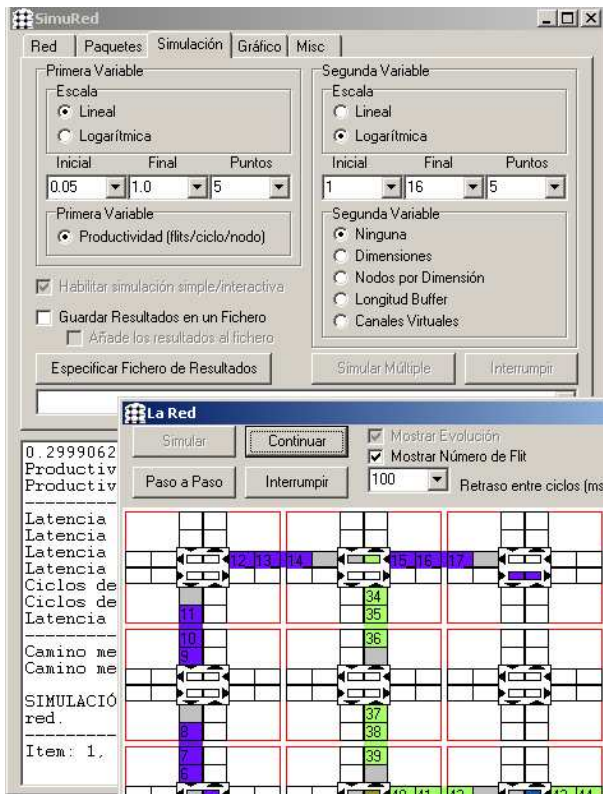 SimuRed
Red Paquetes Simulación Gráfico Misc
Primera Variable
Escala
Lineal
Logarítmica
Inicial Final Puntos
0.05 1.0 5
Primera Variable
Productividad (flits/ciclo/nodo)
Segunda Variable
Escala
Lineal
Logarítmica
Inicial Final Puntos
1 16 5
Segunda Variable
Ninguna
Dimensiones
Nodos por Dimensión
Longitud Buffer
Canales Virtuales
Habilitar simulación simple/interactiva
Guardar Resultados en un Fichero
Añade los resultados al fichero
Especificar Fichero de Resultados Simular Múltiple Interrumpir
La Red
Simular Continuar Mostrar Evolución
Mostrar Número de Flit
Paso a Paso Interrumpir 100 Retraso entre ciclos (ms
0.2999062
Productiv
Productiv
Latencia
Latencia
Latencia
Latencia
Ciclos de
Ciclos de
Latencia
Camino me
Camino me
SIMULACIÓ
red.
Item: 1,
12 13 14 15 16 17
34
11 35
10 36
9
37
8 38
7 39
6
40 41 42 43 44